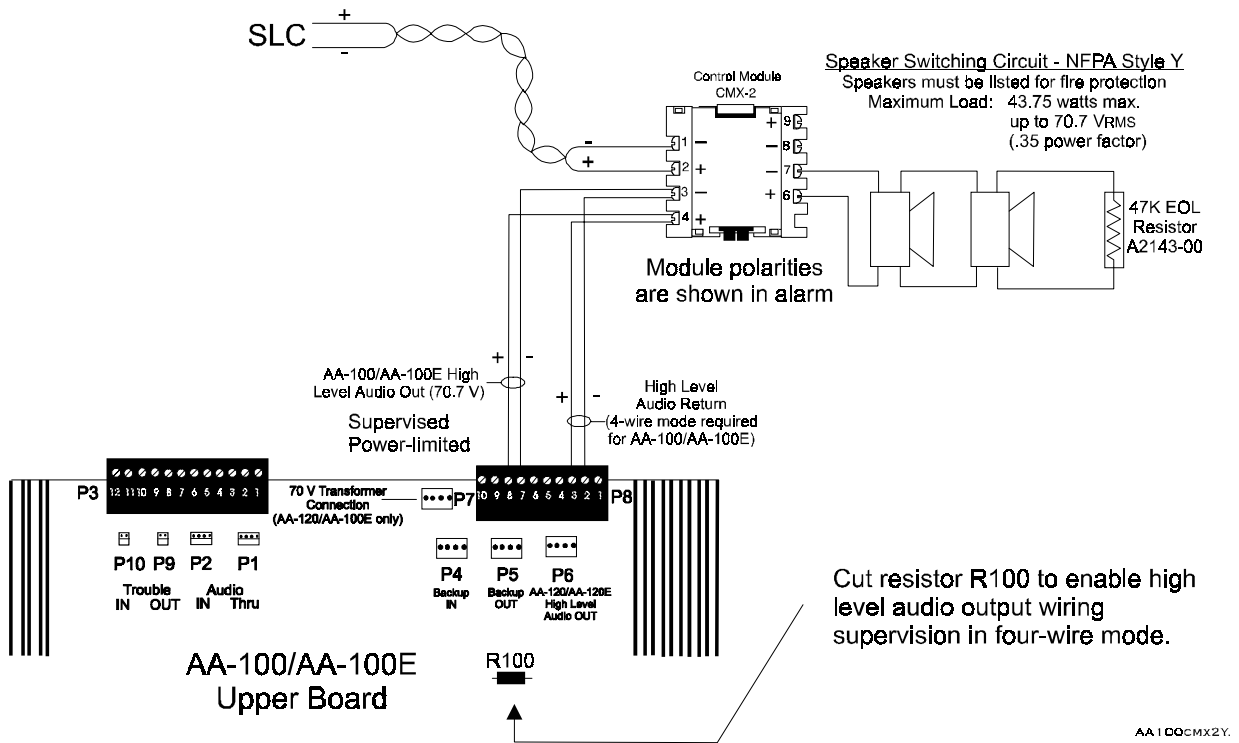 SLC
+
-
Control Module
CMX-2
Speaker Switching Circuit - NFPA Style Y
Speakers must be listed for fire protection
Maximum Load: 43.75 watts max.
up to 70.7 VRMS
(.35 power factor)
-
+
1 −
2 +
3 −
4 +
+ 9
− 8
− 7
+ 6
47K EOL
Resistor
A2143-00
Module polarities
are shown in alarm
+ -
AA-100/AA-100E High
Level Audio Out (70.7 V)
Supervised
Power-limited
+ -
High Level
Audio Return
(4-wire mode required
for AA-100/AA-100E)
P3
12 11 10 9 8 7 6 5 4 3 2 1
70 V Transformer
Connection
(AA-120/AA-100E only)
P7
10 9 8 7 6 5 4 3 2 1
P8
P10 P9 P2 P1
Trouble Audio
IN OUT IN Thru
P4
Backup
IN
P5
Backup
OUT
P6
AA-120/AA-120E
High Level
Audio OUT
Cut resistor R100 to enable high
level audio output wiring
supervision in four-wire mode.
AA-100/AA-100E
Upper Board
R100
AA100CMX2Y.